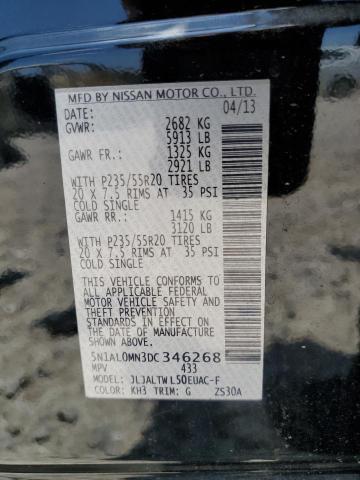 MFD BY NISSAN MOTOR CO., LTD.
DATE: 04/13
GVWR: 2682 KG
5913 LB
GAWR FR.: 1325 KG
2921 LB
WITH P235/55R20 TIRES
20 X 7.5 RIMS AT 35 PSI
COLD SINGLE
GAWR RR.: 1415 KG
3120 LB
WITH P235/55R20 TIRES
20 X 7.5 RIMS AT 35 PSI
COLD SINGLE
THIS VEHICLE CONFORMS TO
ALL APPLICABLE U.S. FEDERAL
MOTOR VEHICLE SAFETY AND
THEFT PREVENTION
STANDARDS IN EFFECT ON THE
DATE OF MANUFACTURE
SHOWN ABOVE.
5N1AL0MN3DC346268
MPV 433
MODEL: JLJALTWL50EUAC-F
COLOR: KH3 TRIM: G ZS30A